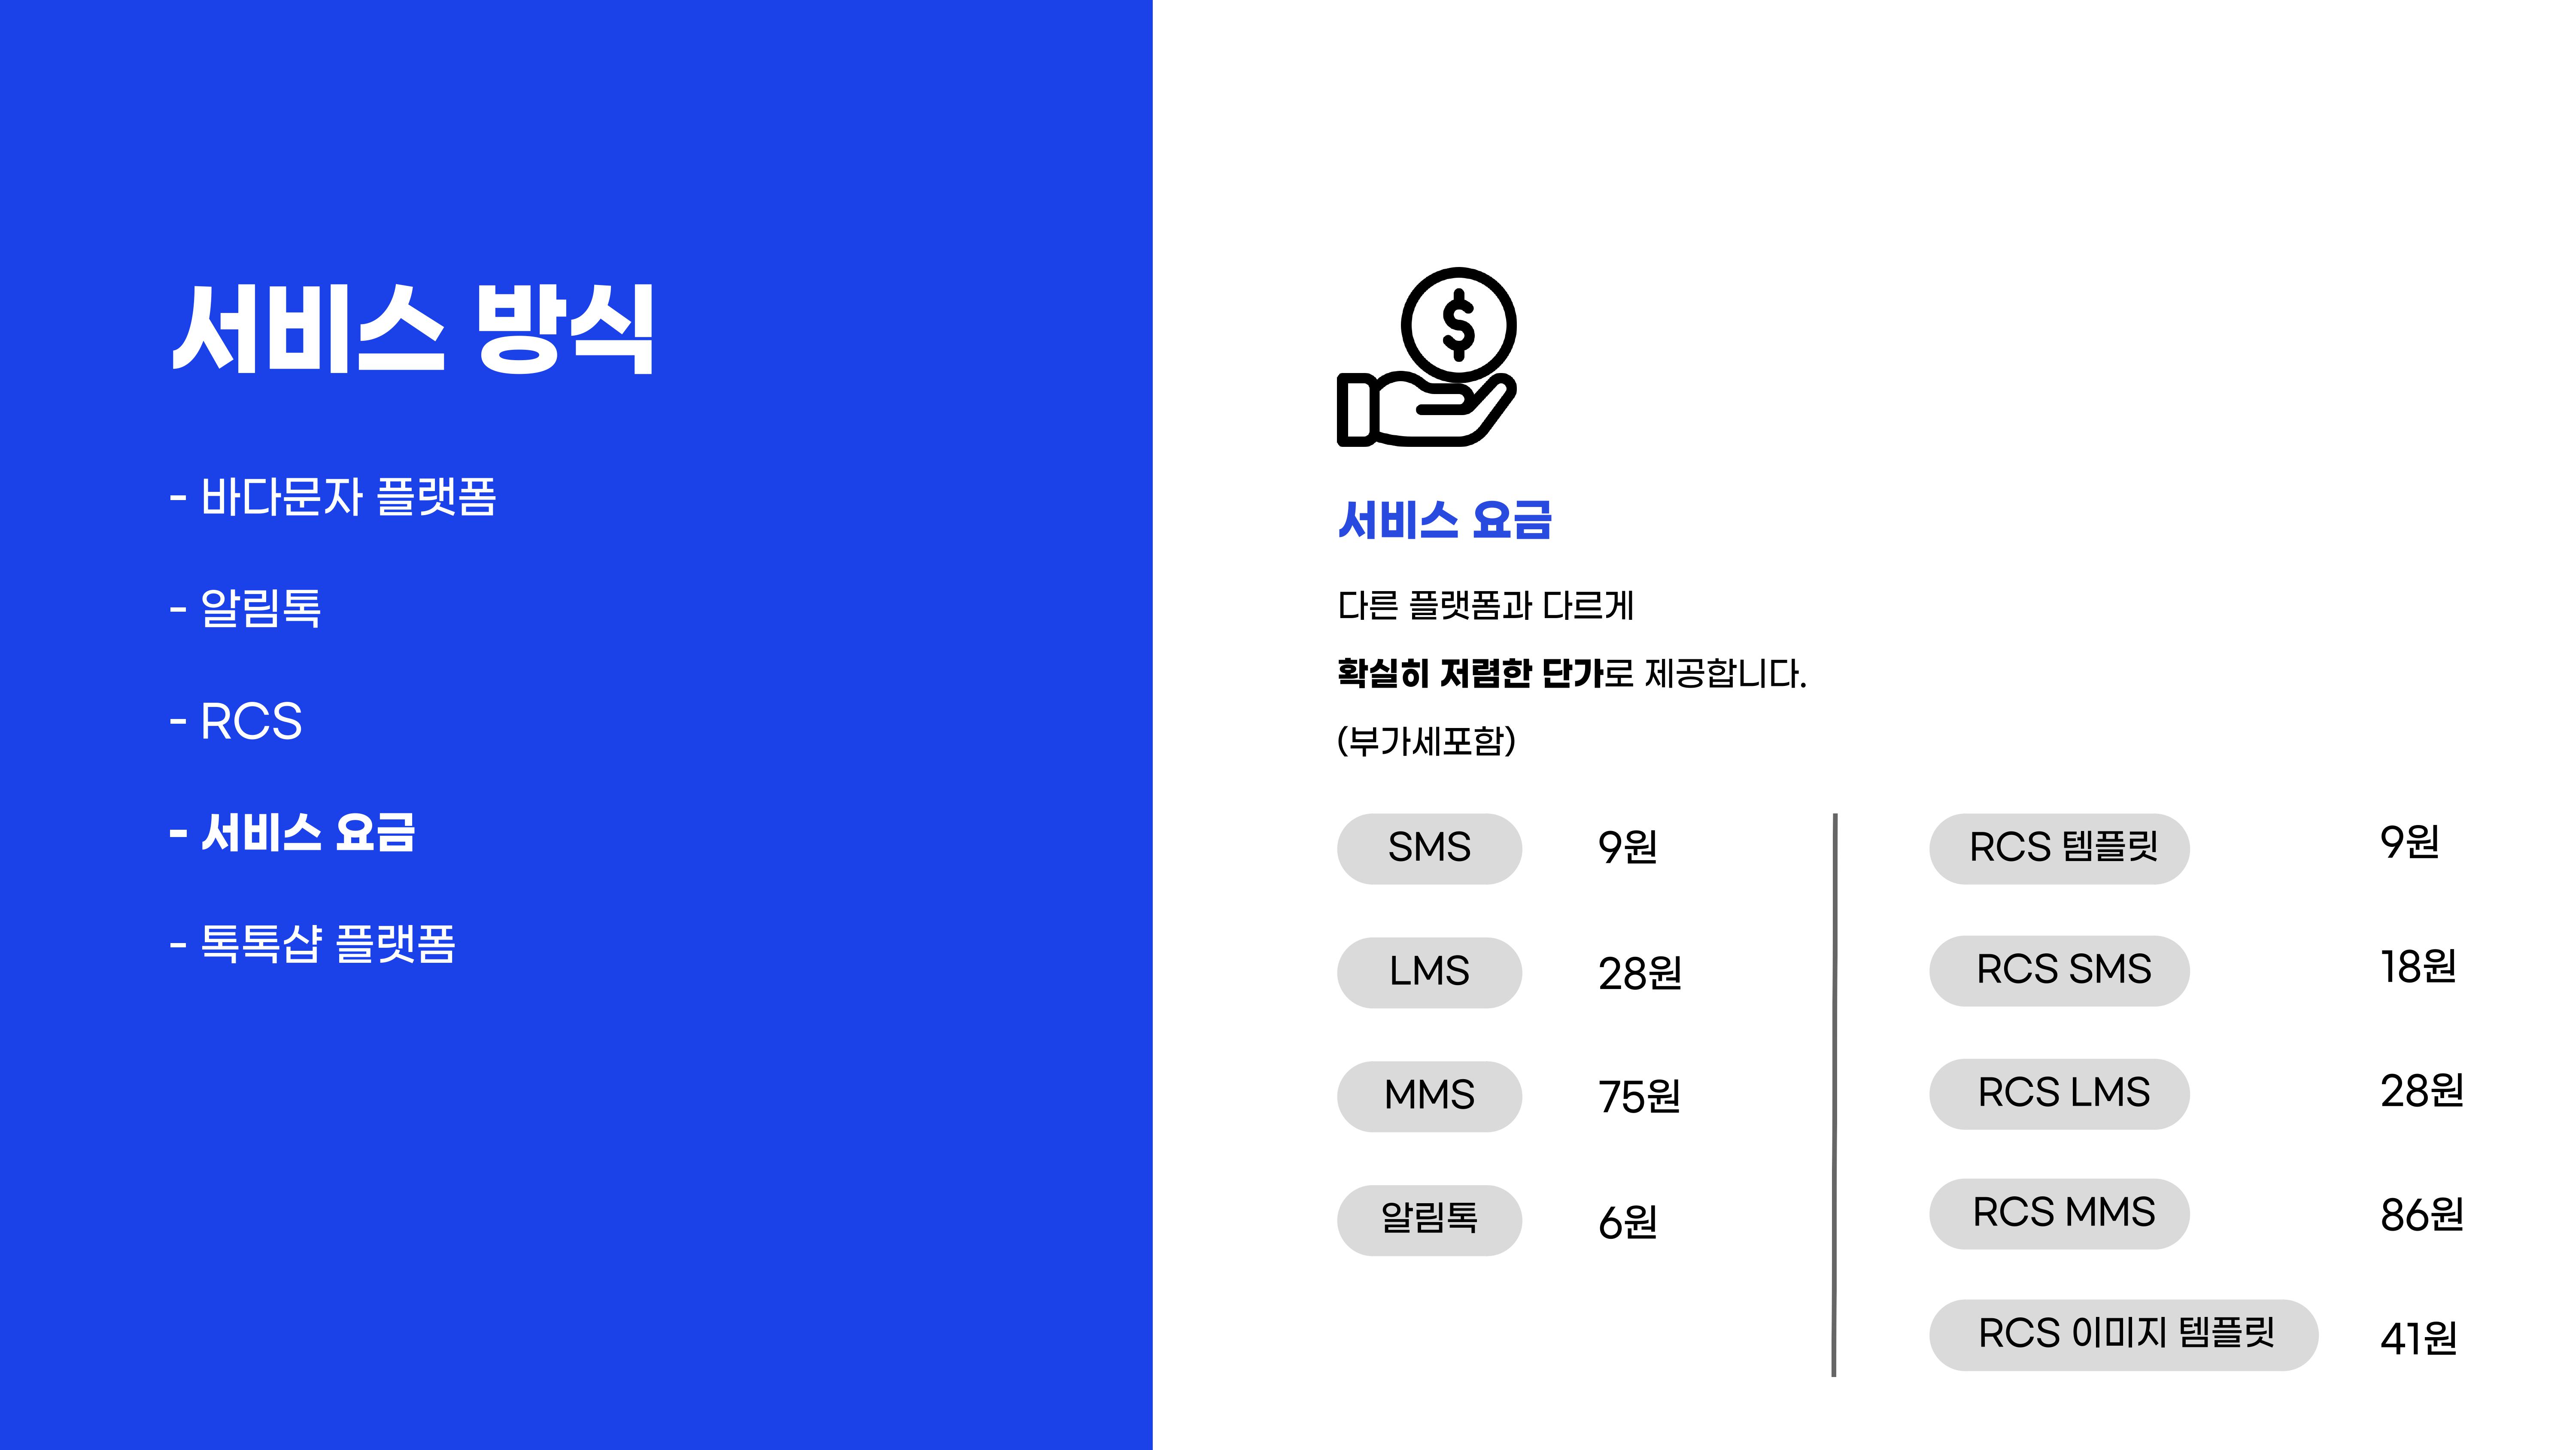 서비스 방식
- 바다문자 플랫폼
- 알림톡
- RCS
- 서비스 요금
- 톡톡샵 플랫폼
$
서비스 요금
다른 플랫폼과 다르게
확실히 저렴한 단가로 제공합니다.
(부가세포함)
SMS 9원
LMS 28원
MMS 75원
알림톡 6원
RCS 템플릿 9원
RCS SMS 18원
RCS LMS 28원
RCS MMS 86원
RCS 이미지 템플릿 41원